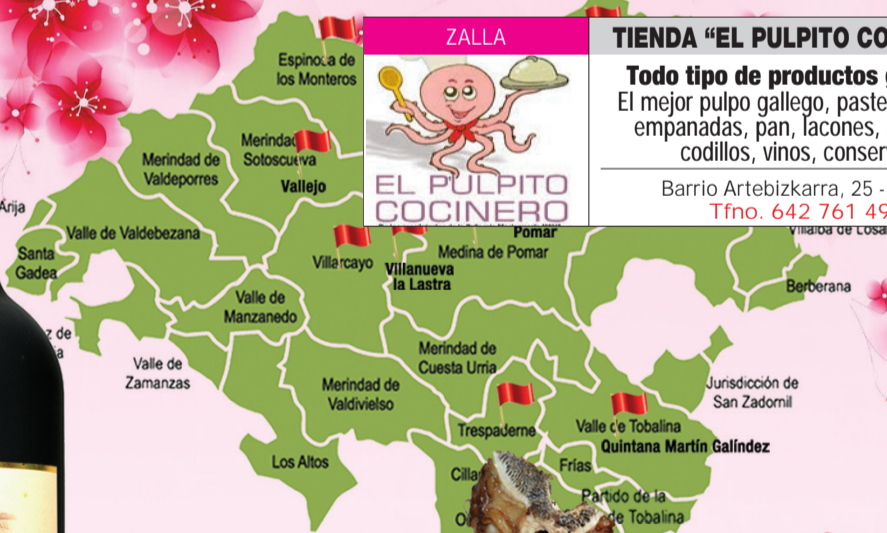 ZALLA
TIENDA “EL PULPITO CO
Todo tipo de productos
El mejor pulpo gallego, paste
empanadas, pan, lacones,
codillos, vinos, conser
Barrio Artebizkarra, 25 -
Tfno. 642 761 49
EL PULPITO
COCINERO
Espinosa de
los Monteros
Merindad
Sotoscueva
Merindad de
Valdeporres
Vallejo
Arija
Valle de Valdebezana
Santa
Gadea
Villarcayo
Villanueva
la Lastra
Pomar
Medina de Pomar
Villalba de Losa
Berberana
Valle de
Manzanedo
z de
ia
Valle de
Zamanzas
Merindad de
Cuesta Urria
Merindad de
Valdivielso
Jurisdicción de
San Zadornil
Trespaderne
Valle de Tobalina
Quintana Martín Galíndez
Los Altos
Cilla
Frías
Partido de la
de Tobalina